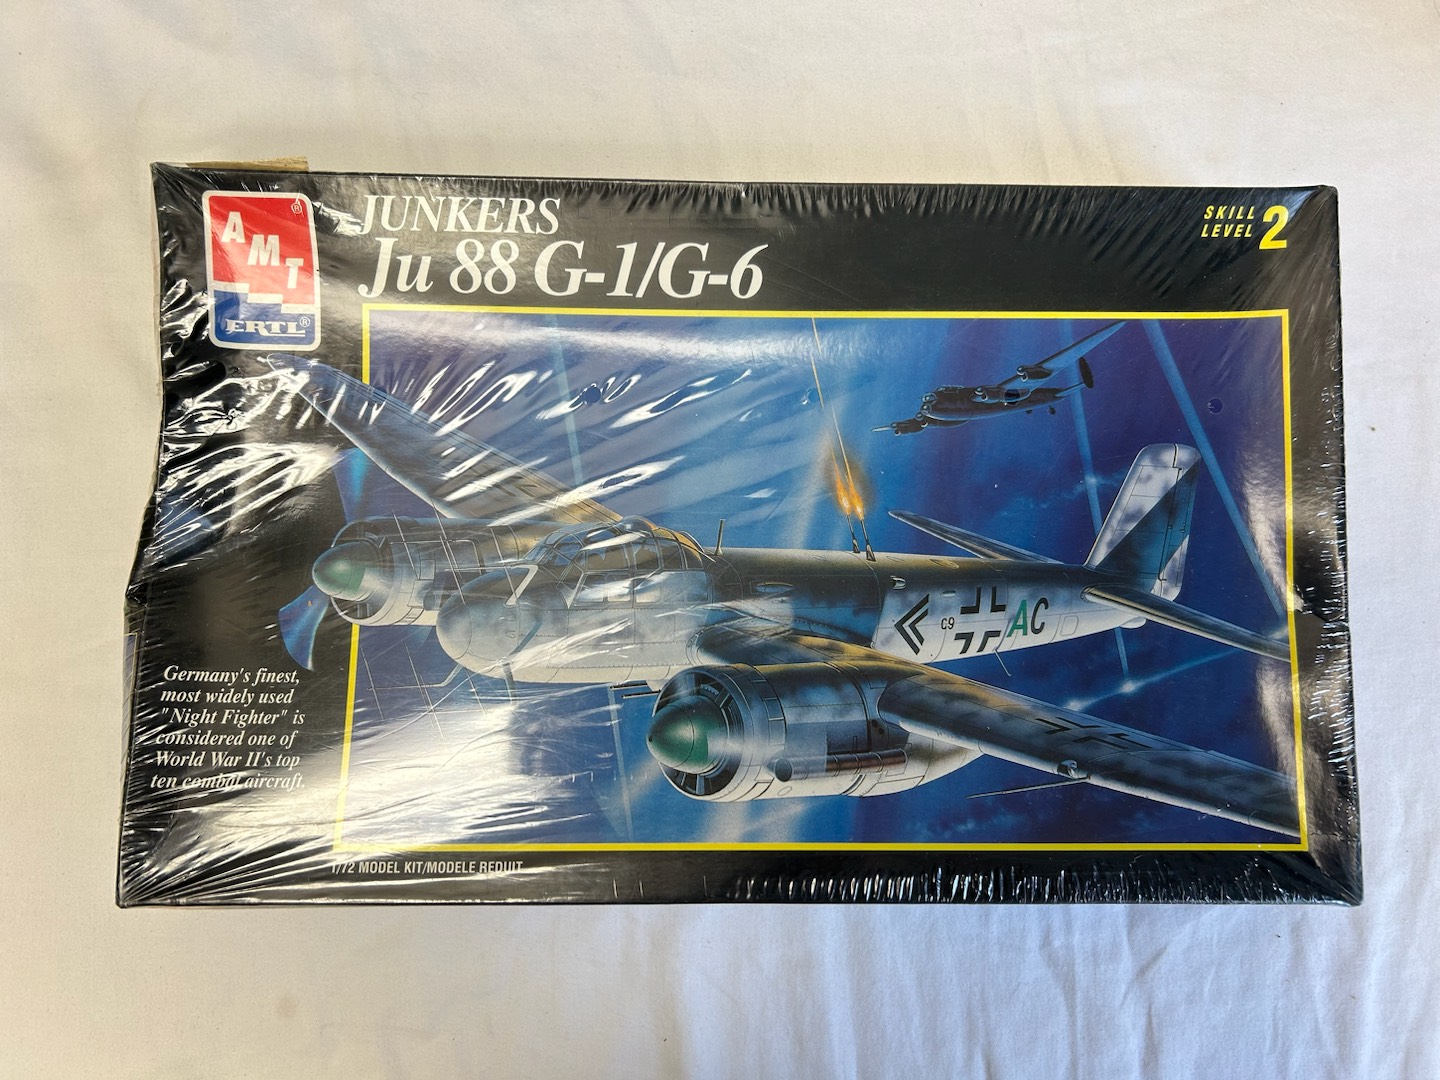 AMT
ERTL
JUNKERS
Ju 88 G-1/G-6
SKILL
LEVEL 2
C9
AC
Germany's finest,
most widely used
"Night Fighter" is
considered one of
World War II's top
ten combat aircraft.
1/72 MODEL KIT/MODELE REDUIT